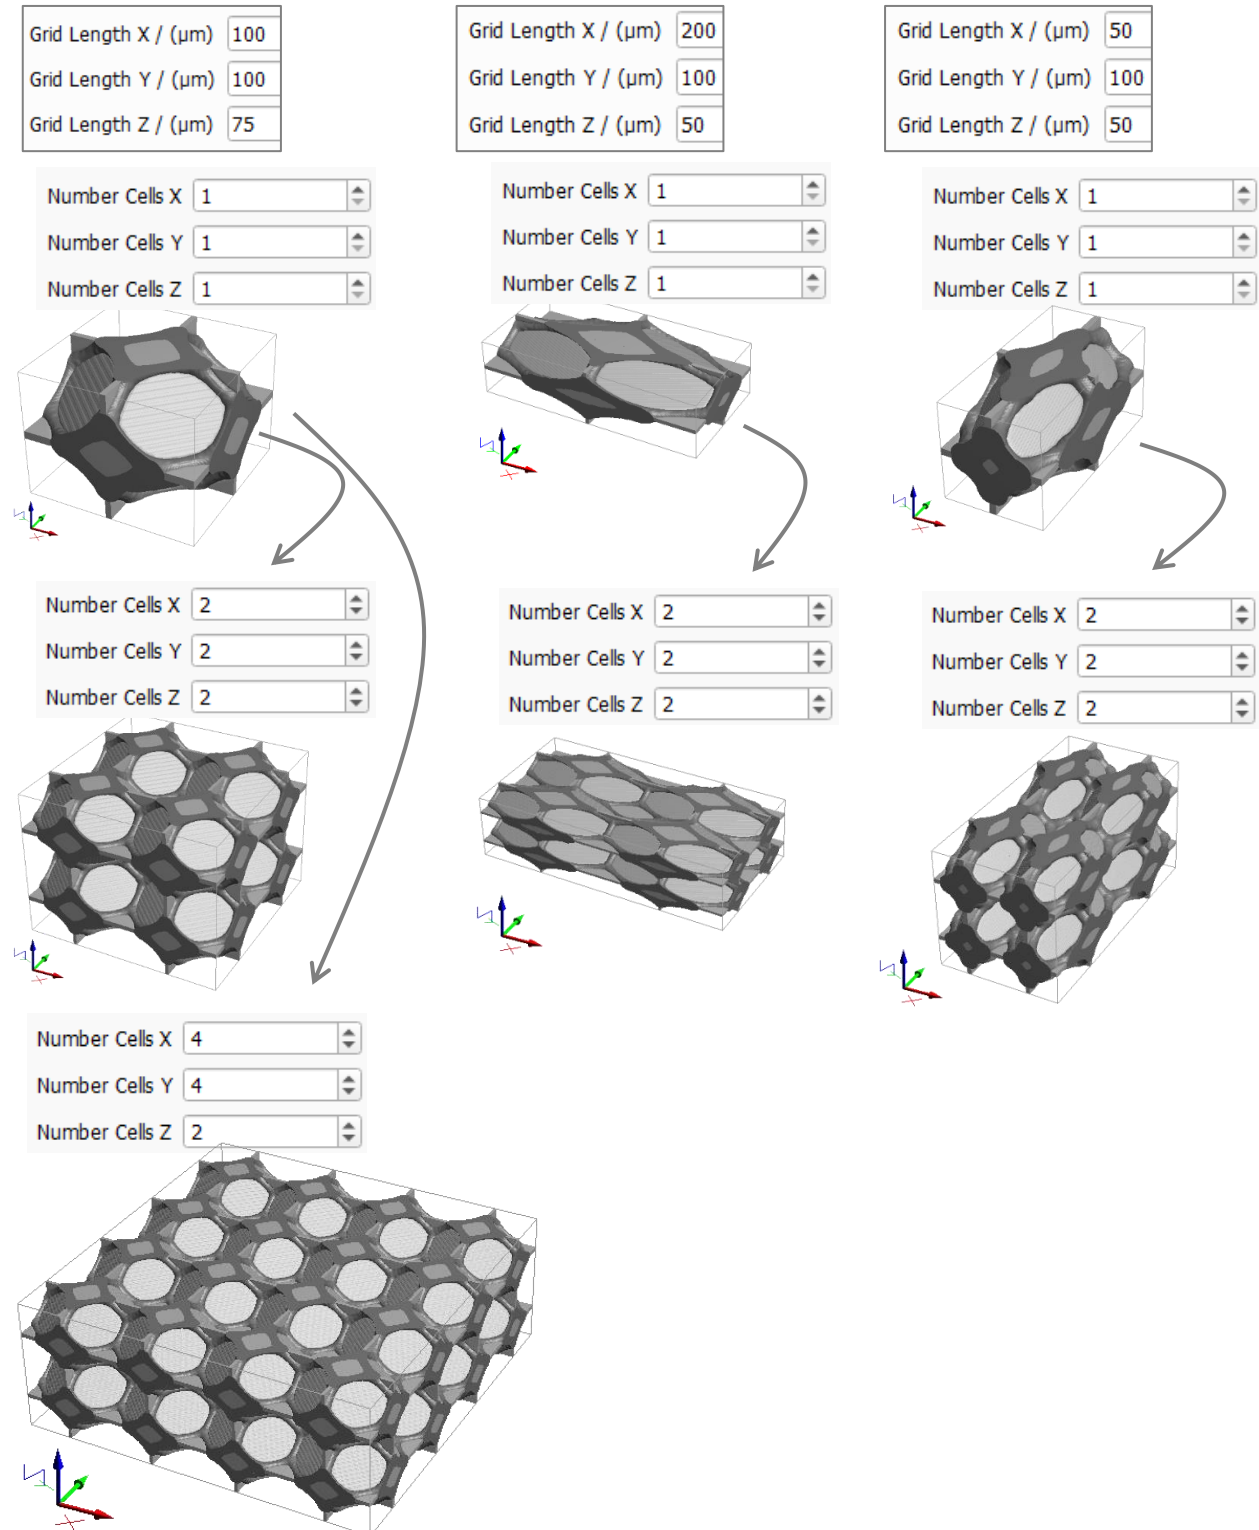 Grid Length X / (µm) 100
Grid Length Y / (µm) 100
Grid Length Z / (µm) 75
Grid Length X / (µm) 200
Grid Length Y / (µm) 100
Grid Length Z / (µm) 50
Grid Length X / (µm) 50
Grid Length Y / (µm) 100
Grid Length Z / (µm) 50
Number Cells X 1
Number Cells Y 1
Number Cells Z 1
Number Cells X 1
Number Cells Y 1
Number Cells Z 1
Number Cells X 1
Number Cells Y 1
Number Cells Z 1
Z
Y
X
Z
Y
X
Z
Y
X
Number Cells X 2
Number Cells Y 2
Number Cells Z 2
Number Cells X 2
Number Cells Y 2
Number Cells Z 2
Number Cells X 2
Number Cells Y 2
Number Cells Z 2
Z
Y
X
Z
Y
X
Z
Y
X
Number Cells X 4
Number Cells Y 4
Number Cells Z 2
Z
Y
X